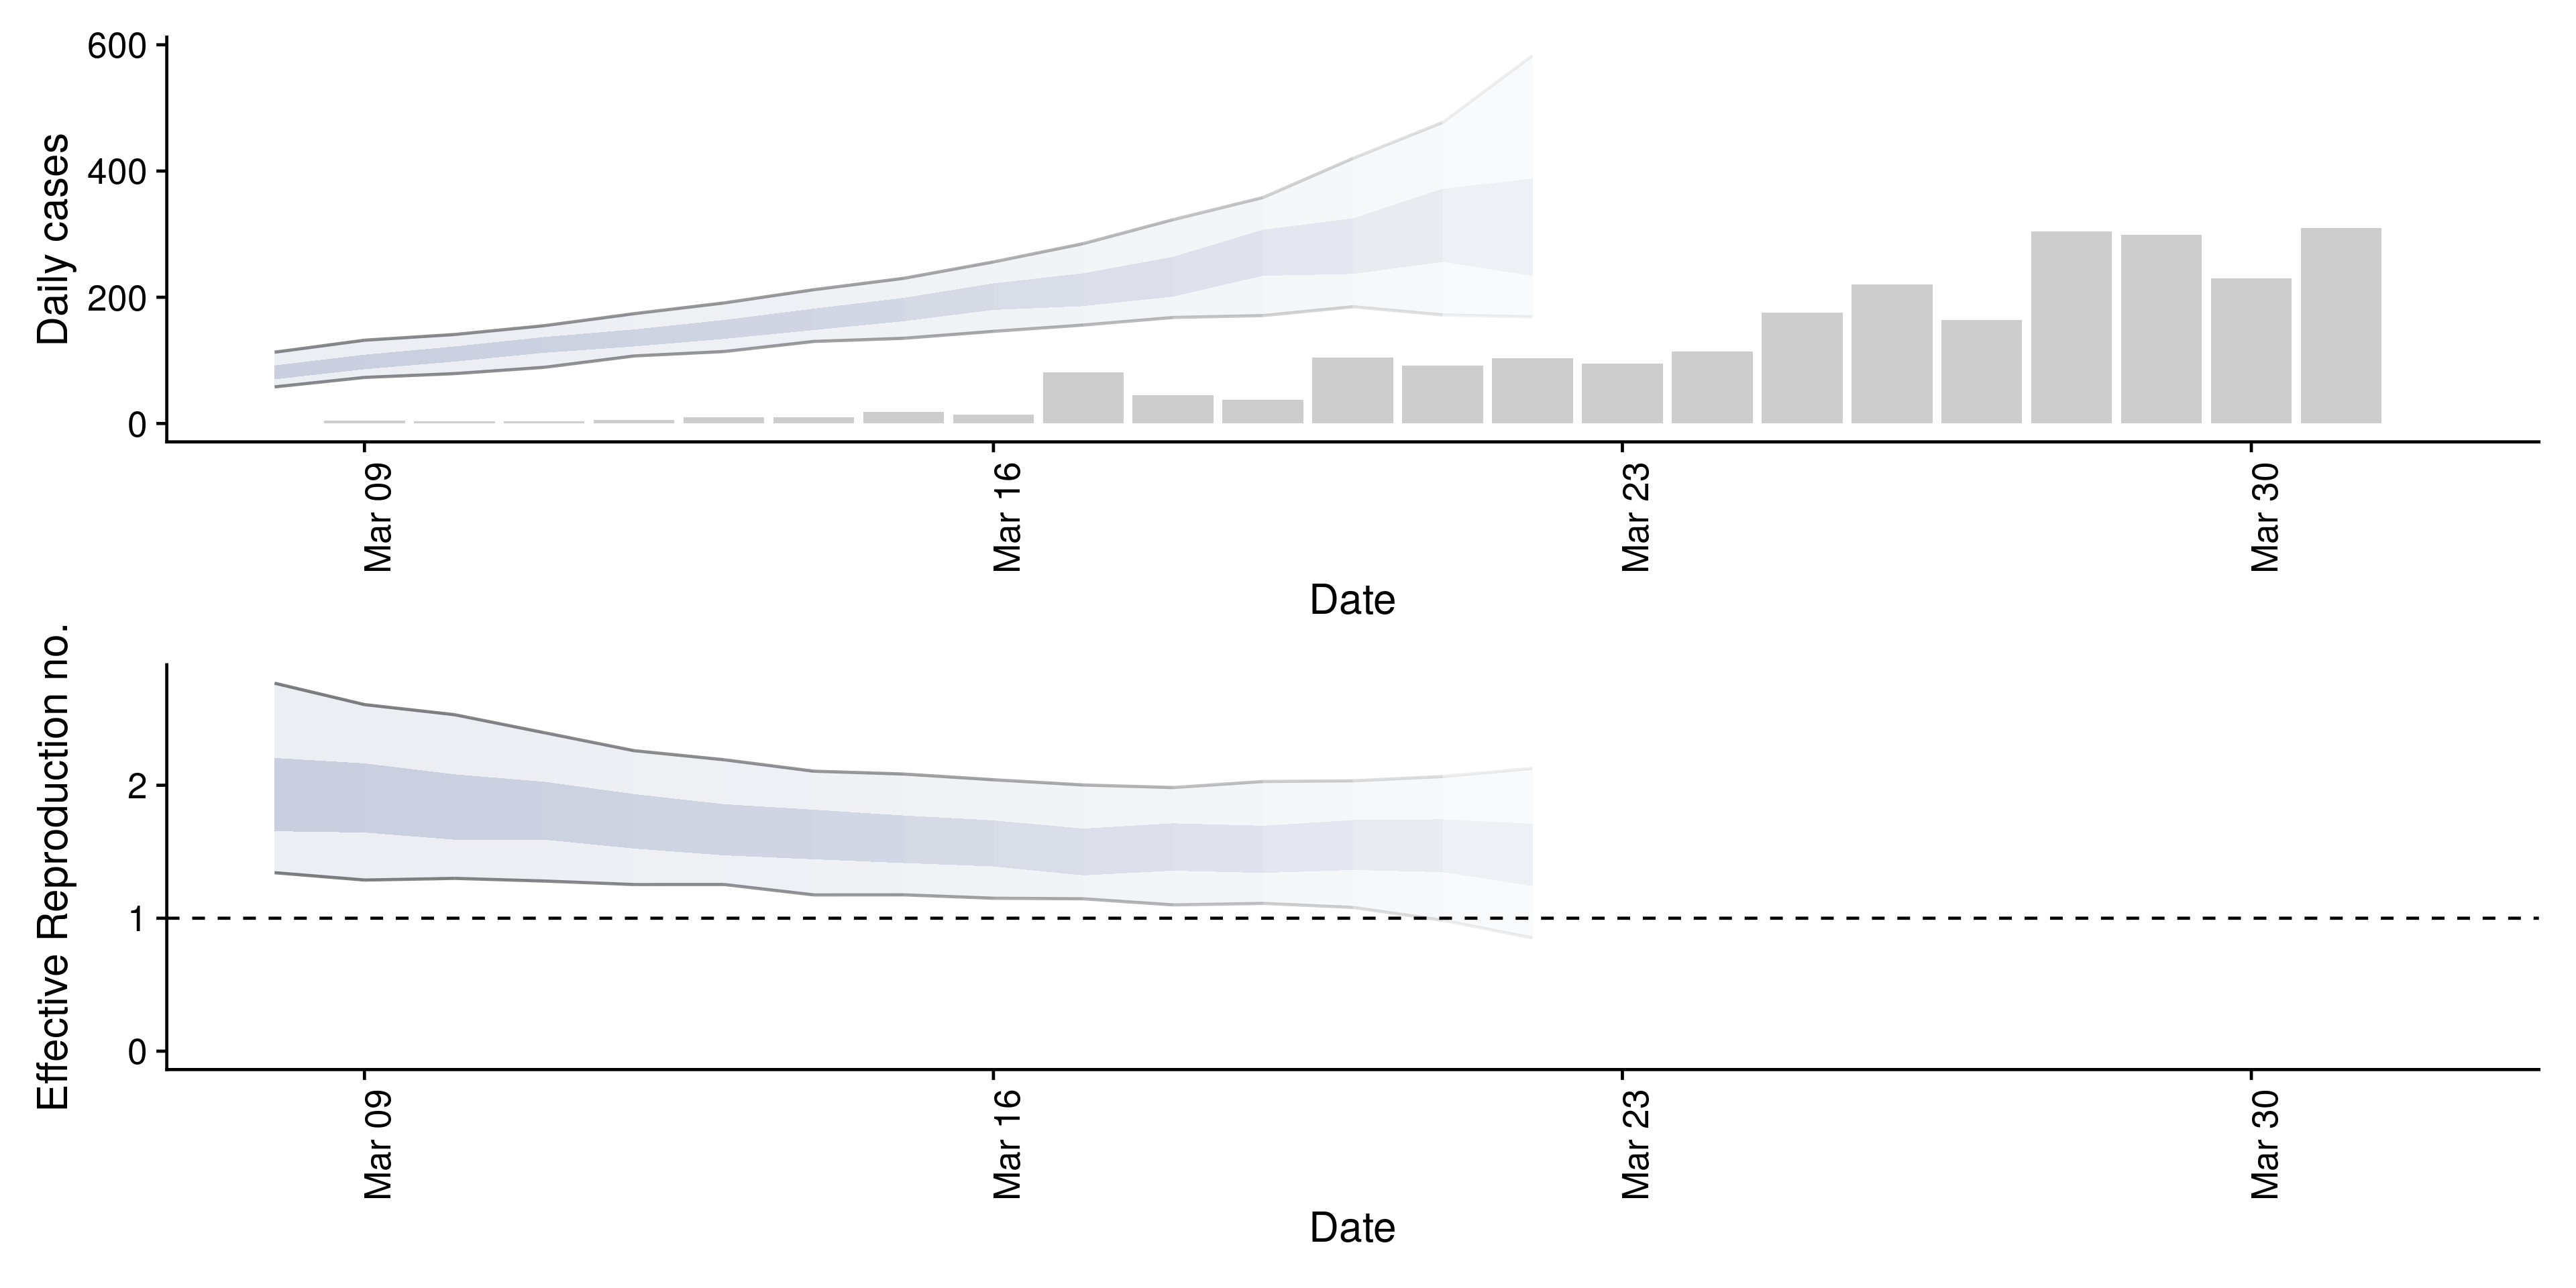 Daily cases
600
400
200
0
Mar 09
Mar 16
Mar 23
Mar 30
Date
Effective Reproduction no.
2
1
0
Mar 09
Mar 16
Mar 23
Mar 30
Date